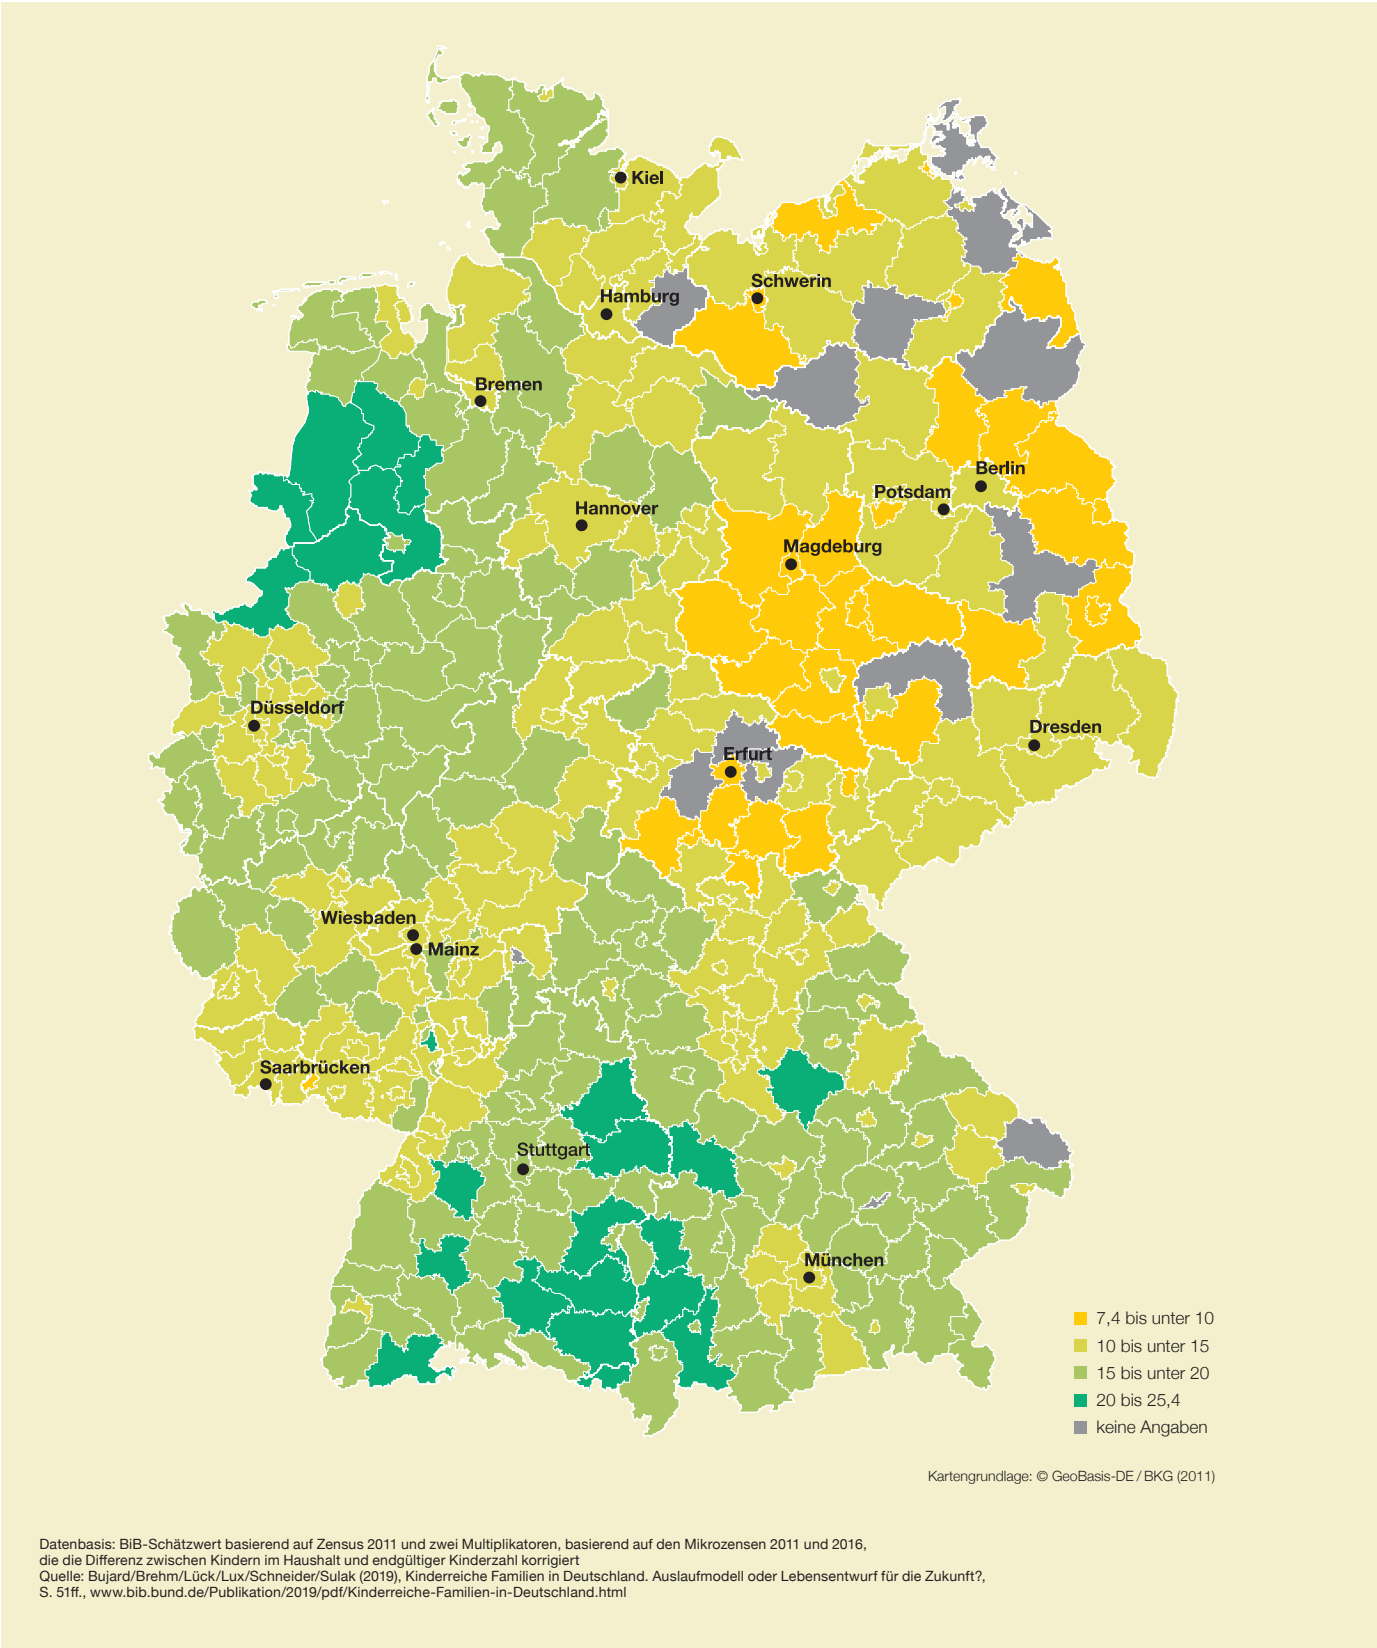 Kiel
Schwerin
Hamburg
Bremen
Berlin
Potsdam
Hannover
Magdeburg
Düsseldorf
Dresden
Erfurt
Wiesbaden
Mainz
Saarbrücken
Stuttgart
München
7,4 bis unter 10
10 bis unter 15
15 bis unter 20
20 bis 25,4
keine Angaben
Kartengrundlage: © GeoBasis-DE / BKG (2011)
Datenbasis: BiB-Schätzwert basierend auf Zensus 2011 und zwei Multiplikatoren, basierend auf den Mikrozensen 2011 und 2016,
die die Differenz zwischen Kindern im Haushalt und endgültiger Kinderzahl korrigiert
Quelle: Bujard/Brehm/Lück/Lux/Schneider/Sulak (2019), Kinderreiche Familien in Deutschland. Auslaufmodell oder Lebensentwurf für die Zukunft?,
S. 51ff., www.bib.bund.de/Publikation/2019/pdf/Kinderreiche-Familien-in-Deutschland.html